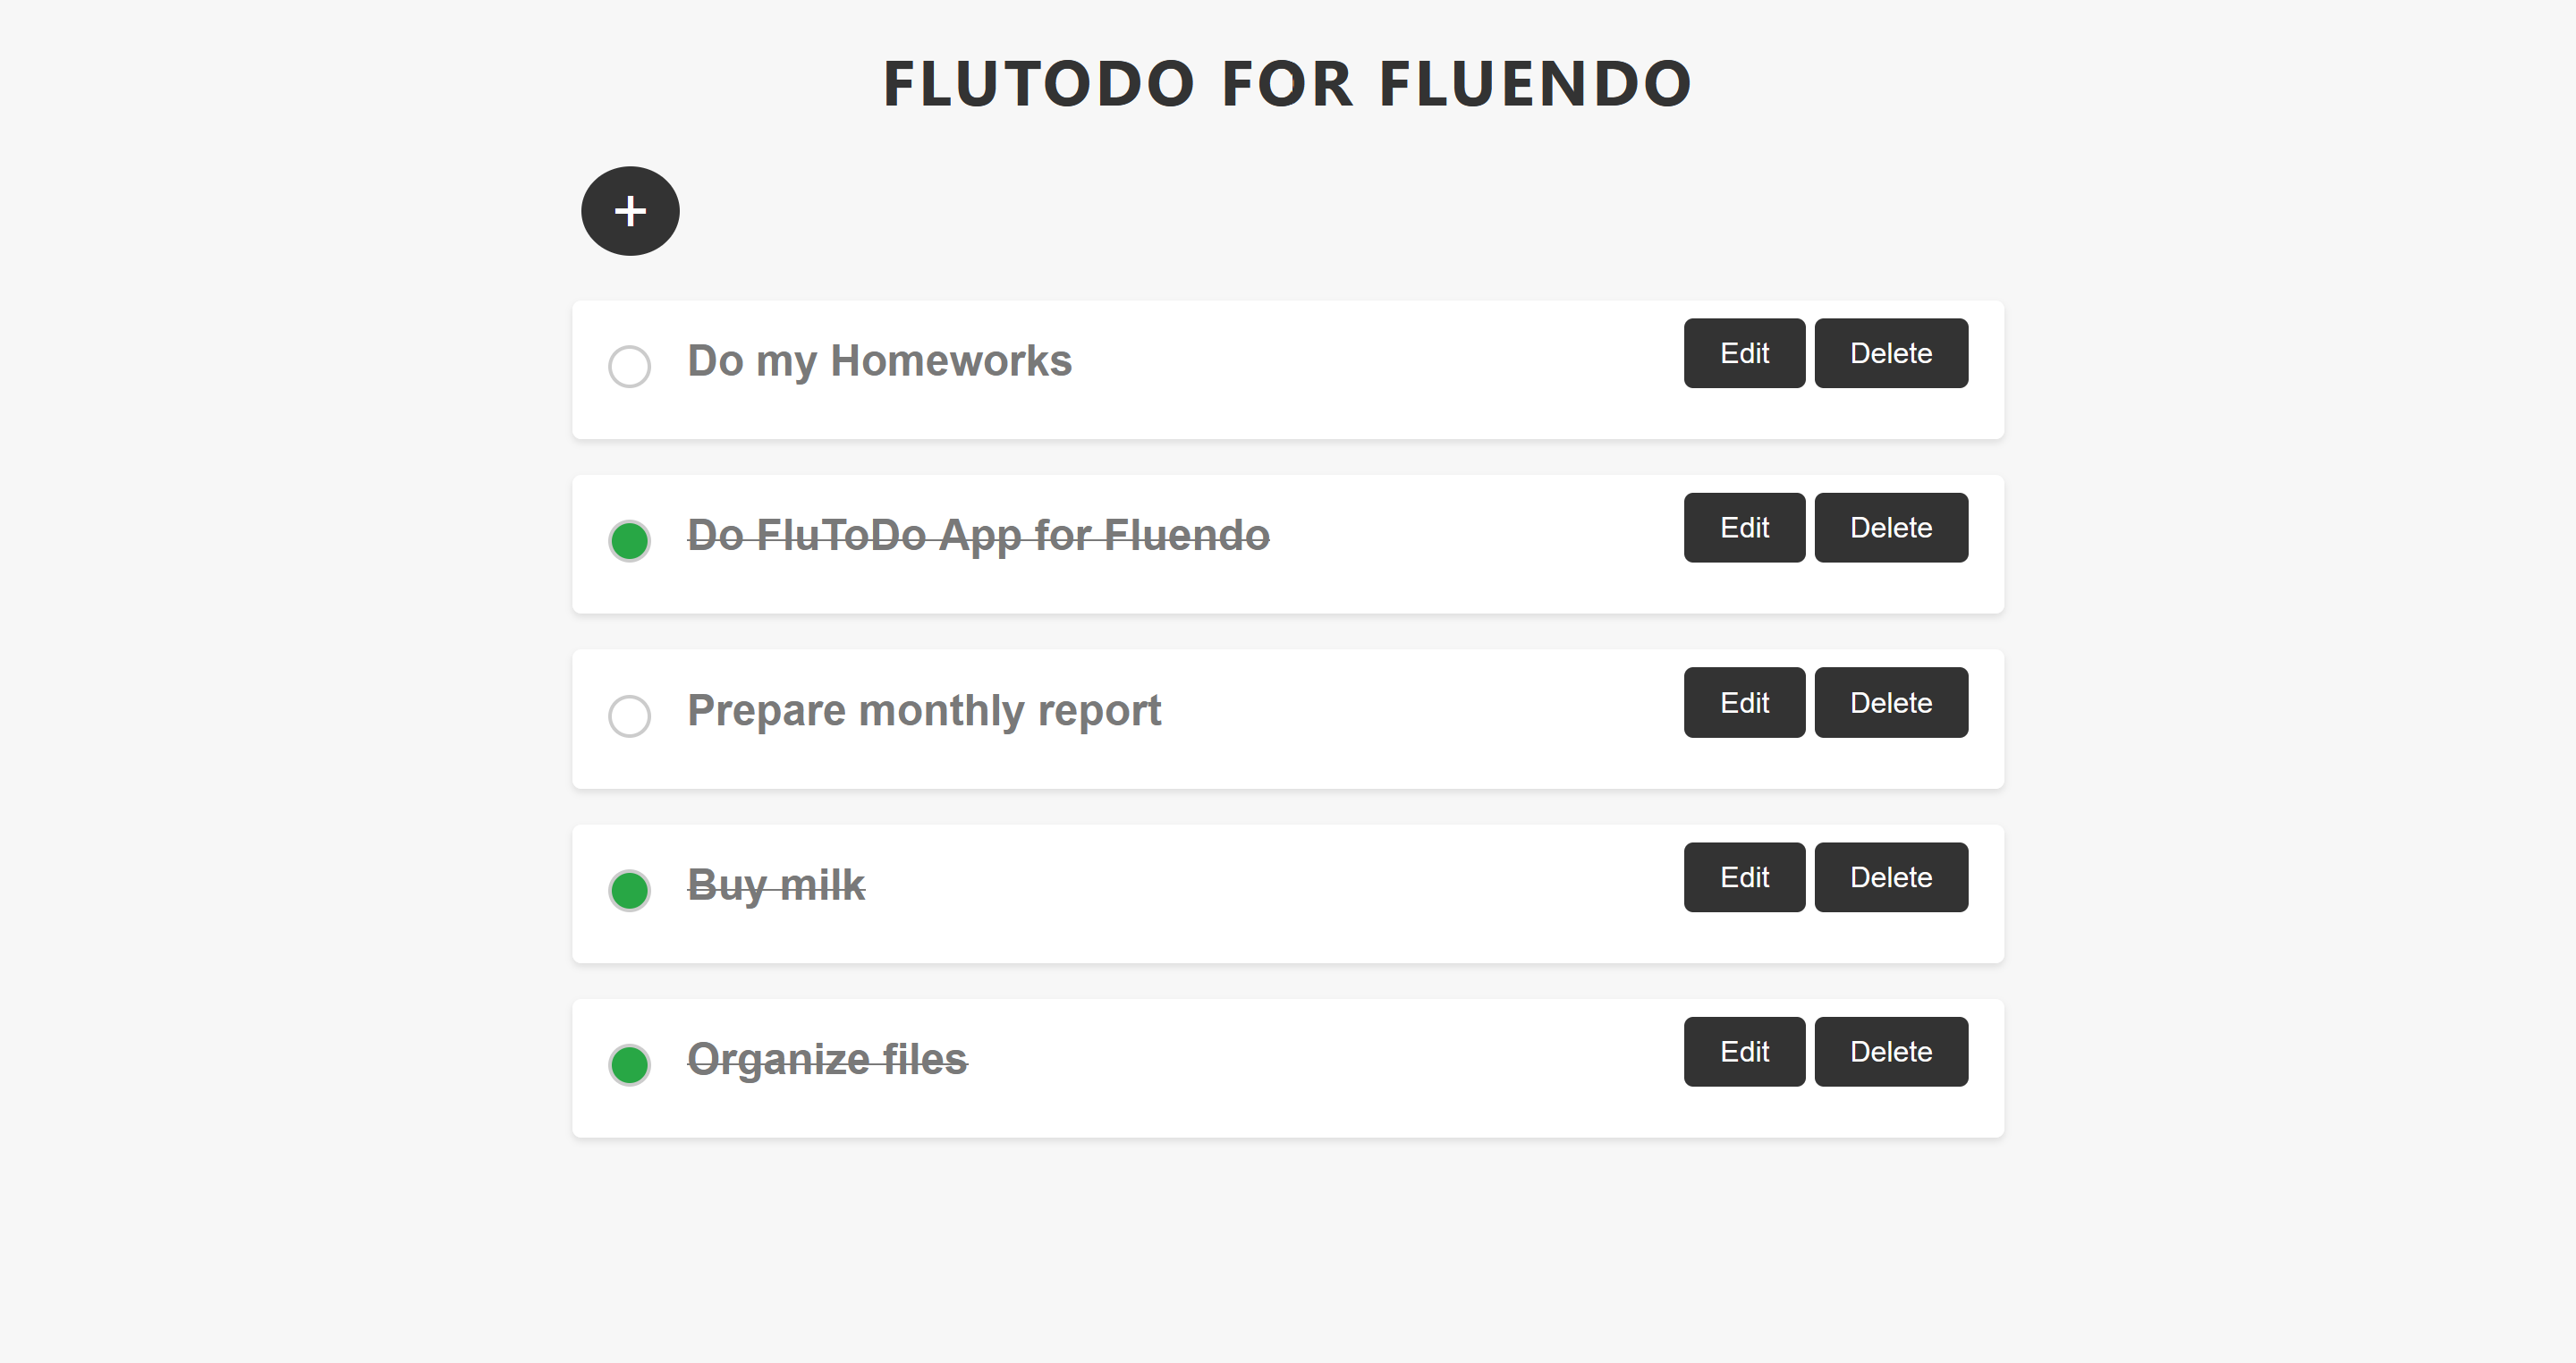 FLUTODO FOR FLUENDO
+
Do my Homeworks Edit Delete
Do FluToDo App for Fluendo Edit Delete
Prepare monthly report Edit Delete
Buy milk Edit Delete
Organize files Edit Delete